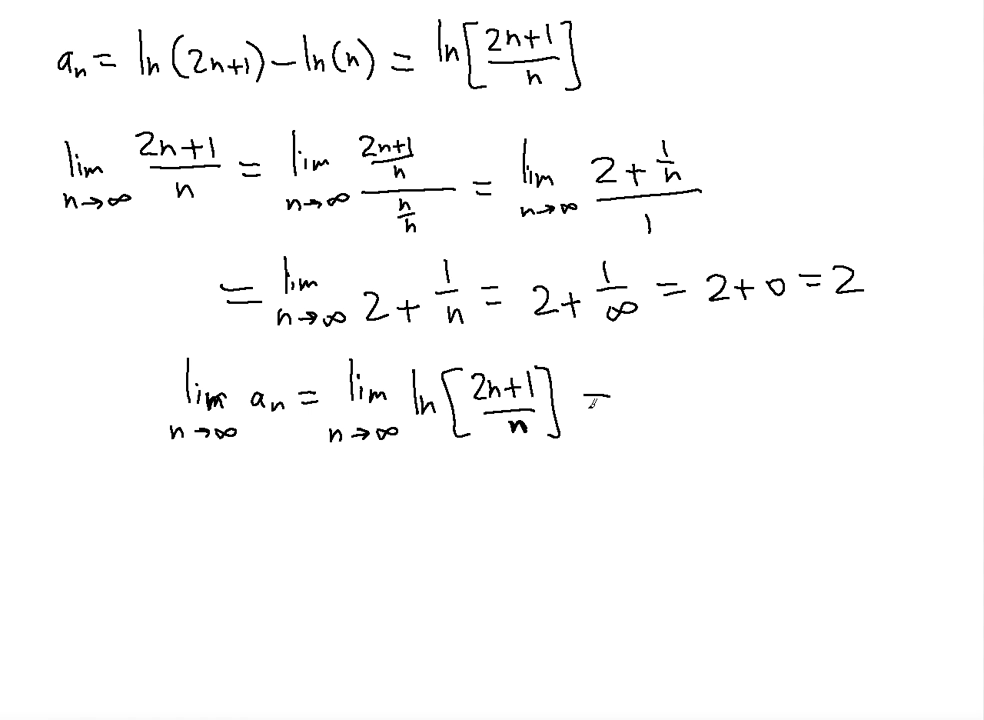 aₙ = ln(2n+1) − ln(n) = ln[(2n+1)/n]
lim n→∞ (2n+1)/n = lim n→∞ ((2n+1)/n)/(n/n) = lim n→∞ (2 + 1/n)/1
= lim n→∞ 2 + 1/n = 2 + 1/∞ = 2 + 0 = 2
lim n→∞ aₙ = lim n→∞ ln[(2n+1)/n] =